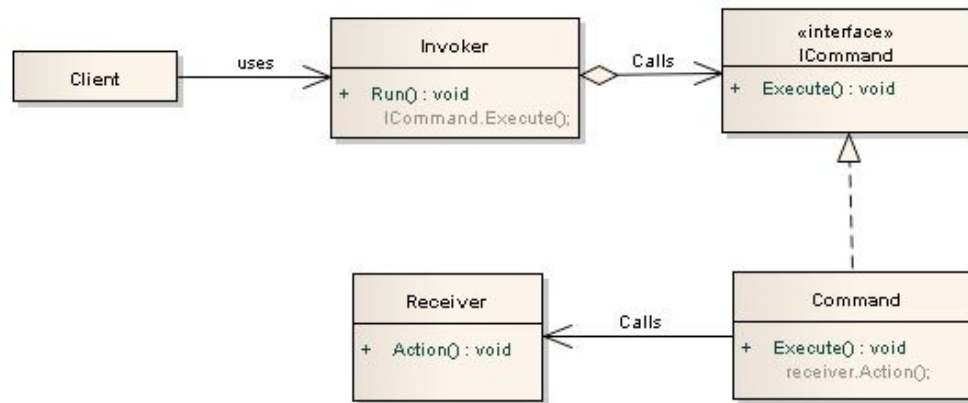 Client
uses
Invoker
+ Run() : void
ICommand.Execute();
Calls
«interface»
ICommand
+ Execute() : void
Receiver
+ Action() : void
Calls
Command
+ Execute() : void
receiver.Action();